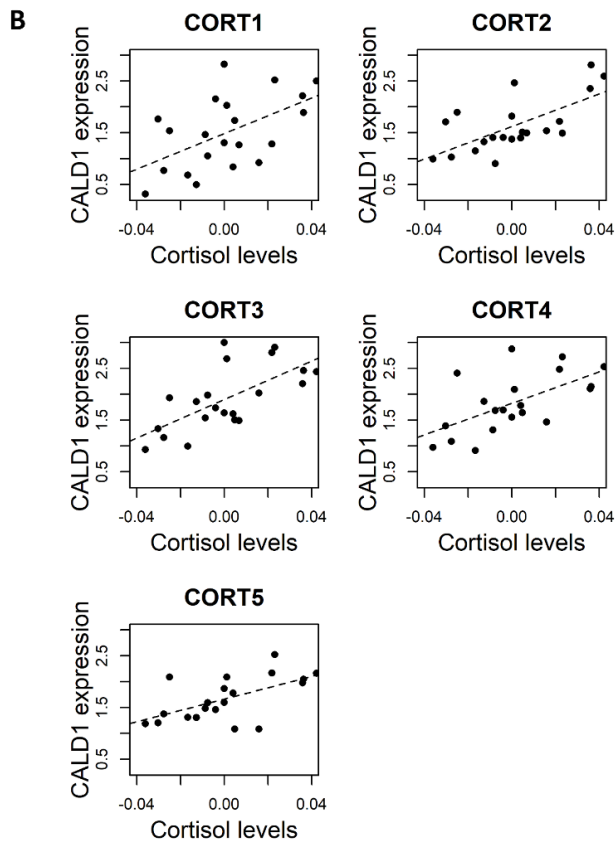 B
CORT1
CORT2
CALD1 expression
0.5 1.5 2.5
-0.04 0.00 0.04
Cortisol levels
CALD1 expression
0.5 1.5 2.5
-0.04 0.00 0.04
Cortisol levels
CORT3
CORT4
CALD1 expression
0.5 1.5 2.5
-0.04 0.00 0.04
Cortisol levels
CALD1 expression
0.5 1.5 2.5
-0.04 0.00 0.04
Cortisol levels
CORT5
CALD1 expression
0.5 1.5 2.5
-0.04 0.00 0.04
Cortisol levels